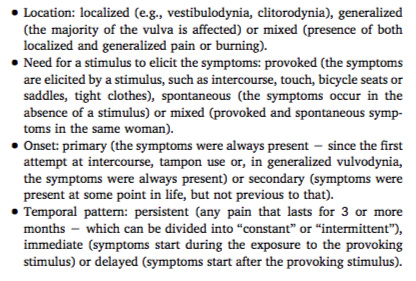 • Location: localized (e.g., vestibulodynia, clitorodynia), generalized
(the majority of the vulva is affected) or mixed (presence of both
localized and generalized pain or burning).
• Need for a stimulus to elicit the symptoms: provoked (the symptoms
are elicited by a stimulus, such as intercourse, touch, bicycle seats or
saddles, tight clothes), spontaneous (the symptoms occur in the
absence of a stimulus) or mixed (provoked and spontaneous symp-
toms in the same woman).
• Onset: primary (the symptoms were always present – since the first
attempt at intercourse, tampon use or, in generalized vulvodynia,
the symptoms were always present) or secondary (symptoms were
present at some point in life, but not previous to that).
• Temporal pattern: persistent (any pain that lasts for 3 or more
months – which can be divided into “constant” or “intermittent”),
immediate (symptoms start during the exposure to the provoking
stimulus) or delayed (symptoms start after the provoking stimulus).